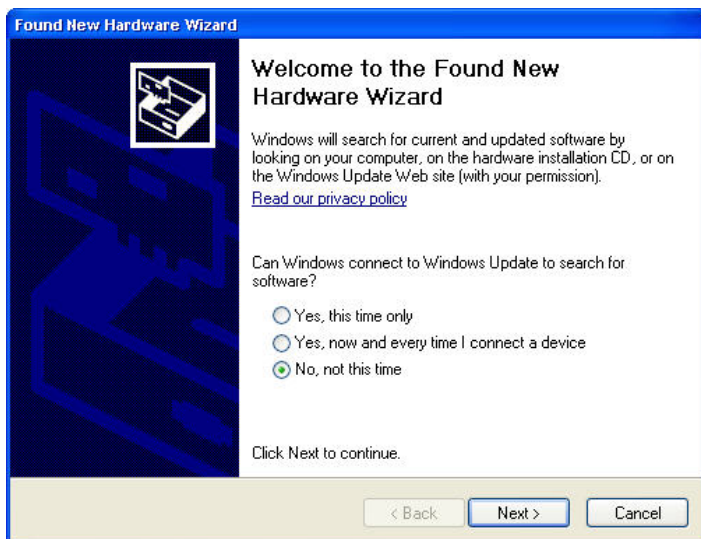 Found New Hardware Wizard
Welcome to the Found New
Hardware Wizard
Windows will search for current and updated software by
looking on your computer, on the hardware installation CD, or on
the Windows Update Web site (with your permission).
Read our privacy policy
Can Windows connect to Windows Update to search for
software?
Yes, this time only
Yes, now and every time I connect a device
No, not this time
Click Next to continue.
< Back Next > Cancel